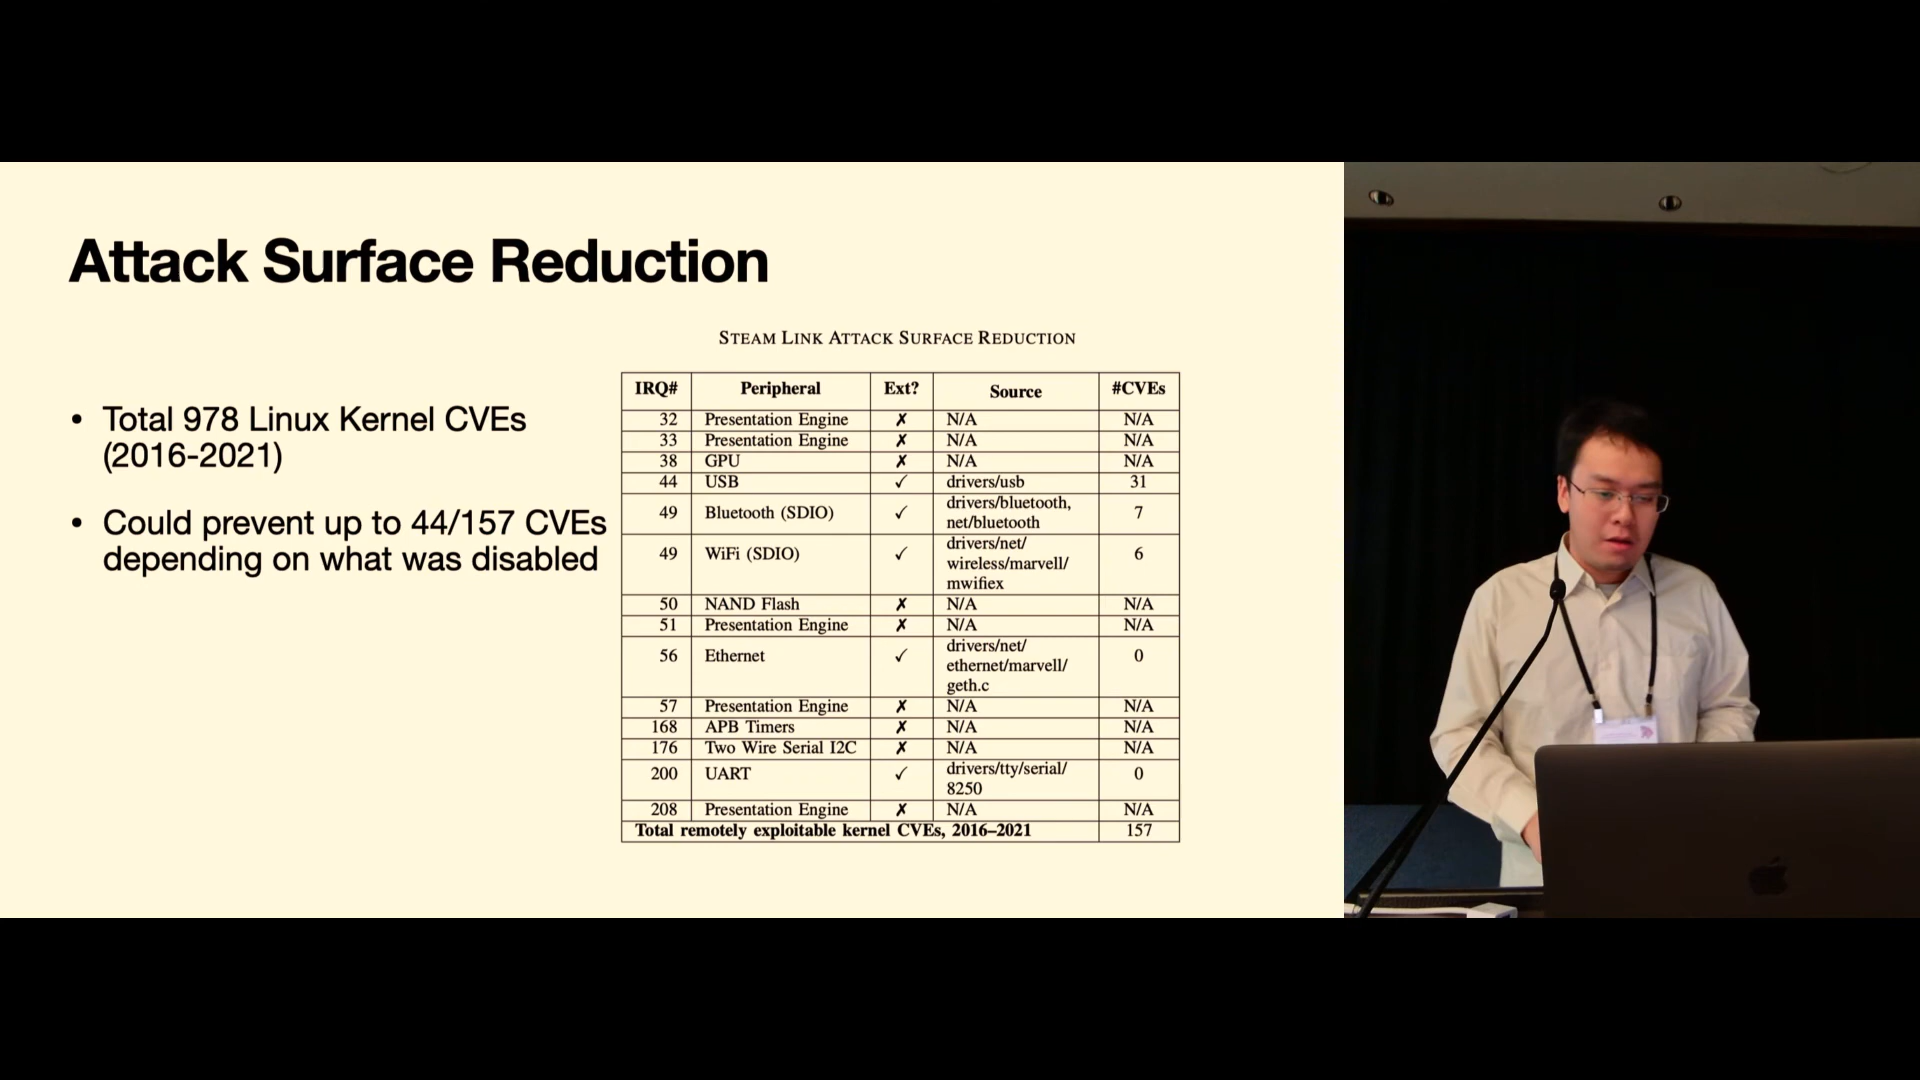 Attack Surface Reduction
• Total 978 Linux Kernel CVEs
(2016-2021)
• Could prevent up to 44/157 CVEs
depending on what was disabled
STEAM LINK ATTACK SURFACE REDUCTION
IRQ# Peripheral Ext? Source #CVEs
32 Presentation Engine ✗ N/A N/A
33 Presentation Engine ✗ N/A N/A
38 GPU ✗ N/A N/A
44 USB ✓ drivers/usb 31
49 Bluetooth (SDIO) ✓ drivers/bluetooth, 7
net/bluetooth
49 WiFi (SDIO) ✓ drivers/net/ 6
wireless/marvell/
mwifiex
50 NAND Flash ✗ N/A N/A
51 Presentation Engine ✗ N/A N/A
56 Ethernet ✓ drivers/net/ 0
ethernet/marvell/
geth.c
57 Presentation Engine ✗ N/A N/A
168 APB Timers ✗ N/A N/A
176 Two Wire Serial I2C ✗ N/A N/A
200 UART ✓ drivers/tty/serial/ 0
8250
208 Presentation Engine ✗ N/A N/A
Total remotely exploitable kernel CVEs, 2016–2021 157